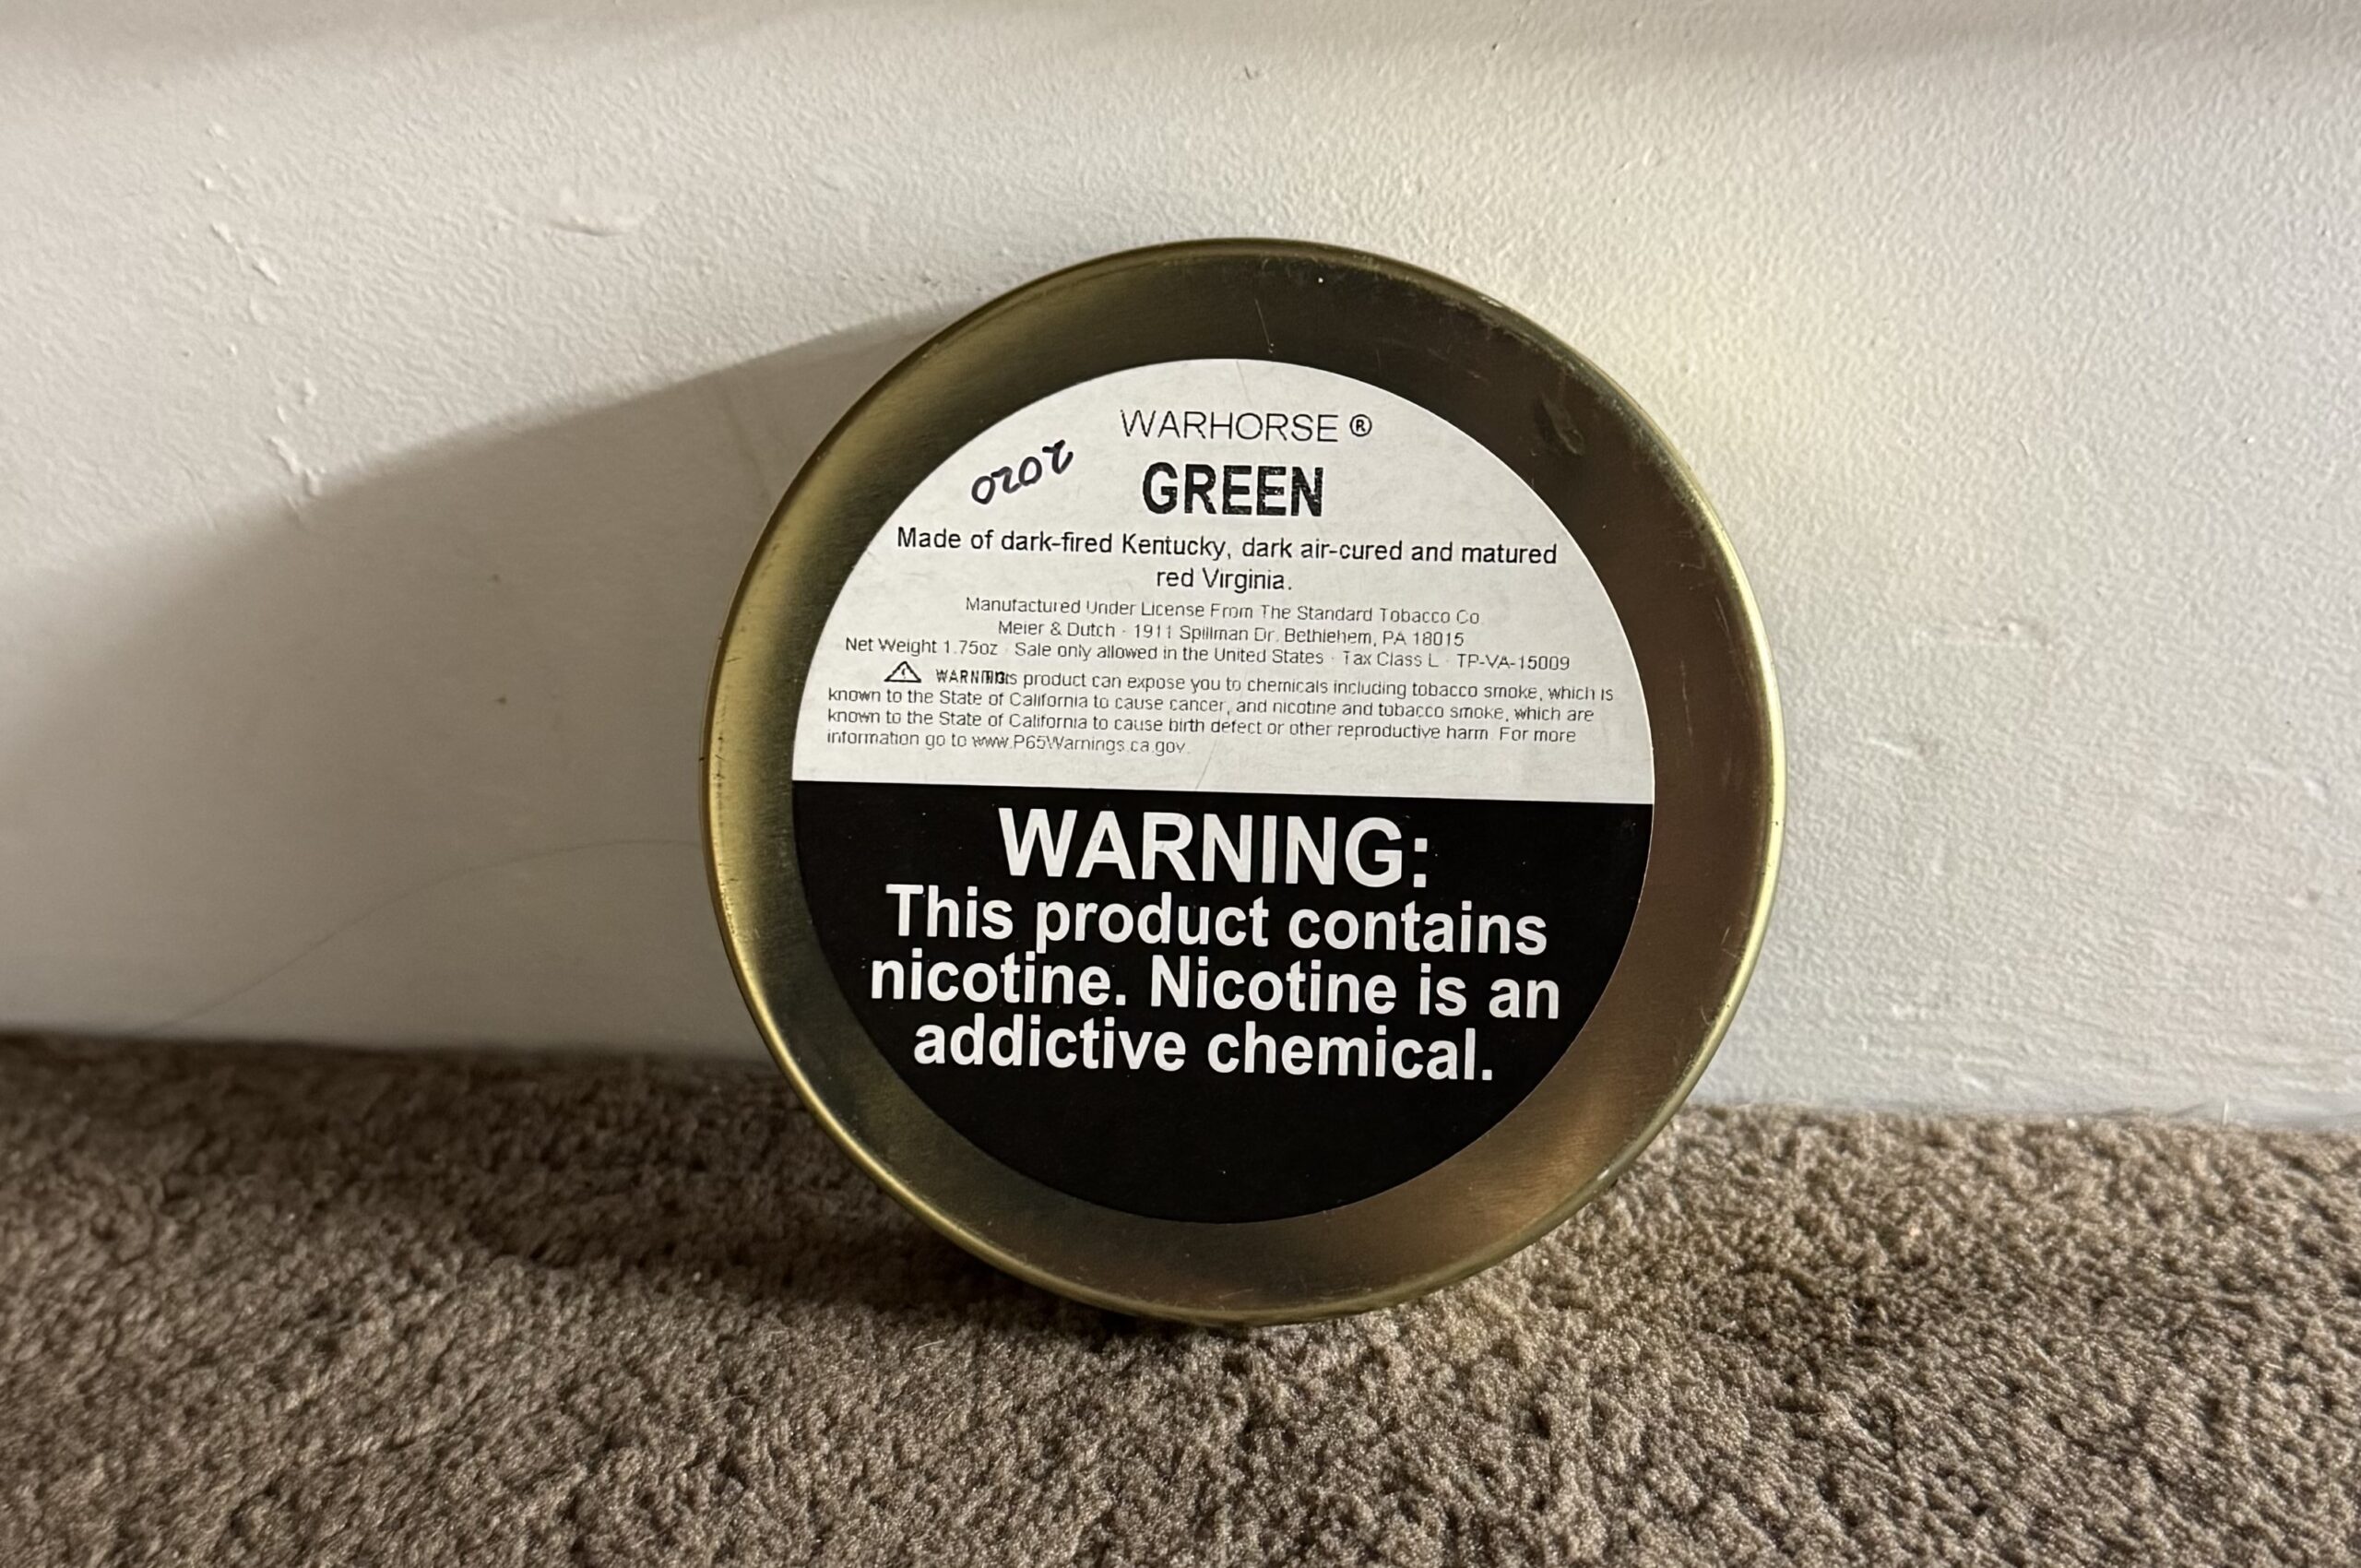 WARHORSE ®
2020
GREEN
Made of dark-fired Kentucky, dark air-cured and matured
red Virginia.
Manufactured Under License From The Standard Tobacco Co.
Meier & Dutch - 1911 Spillman Dr. Bethlehem, PA 18015
Net Weight 1.75oz · Sale only allowed in the United States · Tax Class L · TP-VA-15009
WARNING: This product can expose you to chemicals including tobacco smoke, which is
known to the State of California to cause cancer, and nicotine and tobacco smoke, which are
known to the State of California to cause birth defect or other reproductive harm. For more
information go to www.P65Warnings.ca.gov.
WARNING:
This product contains
nicotine. Nicotine is an
addictive chemical.